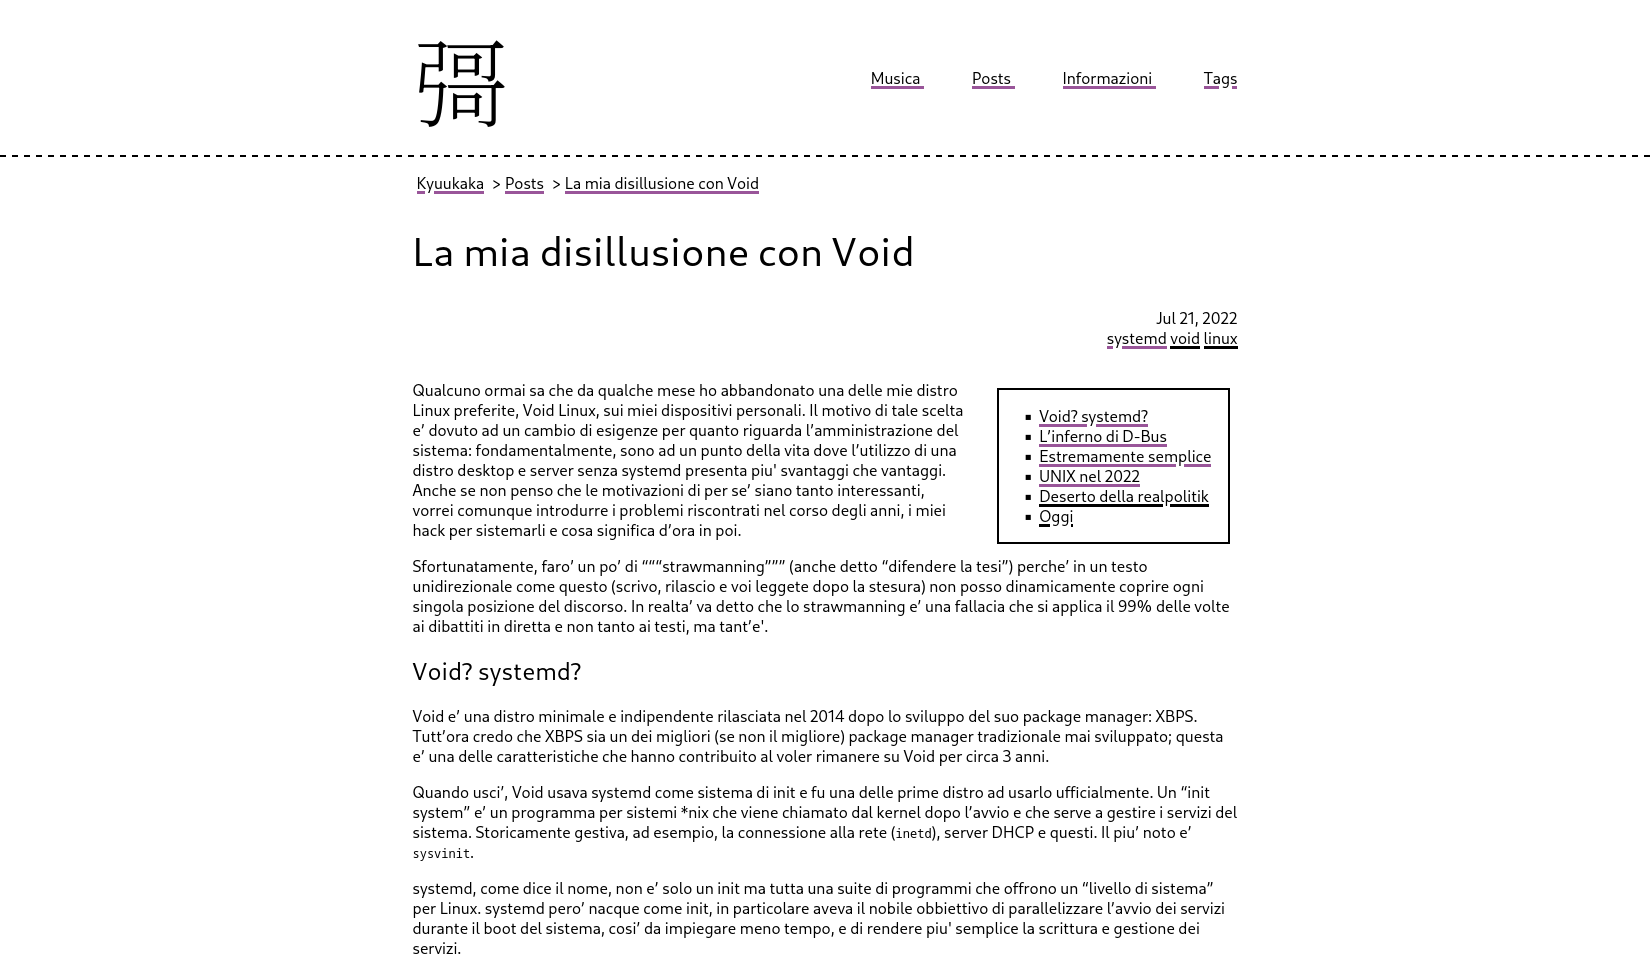 彁
Musica Posts Informazioni Tags
Kyuukaka > Posts > La mia disillusione con Void
La mia disillusione con Void
Jul 21, 2022
systemd void linux
Qualcuno ormai sa che da qualche mese ho abbandonato una delle mie distro
Linux preferite, Void Linux, sui miei dispositivi personali. Il motivo di tale scelta
e’ dovuto ad un cambio di esigenze per quanto riguarda l’amministrazione del
sistema: fondamentalmente, sono ad un punto della vita dove l’utilizzo di una
distro desktop e server senza systemd presenta piu' svantaggi che vantaggi.
Anche se non penso che le motivazioni di per se’ siano tanto interessanti,
vorrei comunque introdurre i problemi riscontrati nel corso degli anni, i miei
hack per sistemarli e cosa significa d’ora in poi.
▪ Void? systemd?
▪ L’inferno di D-Bus
▪ Estremamente semplice
▪ UNIX nel 2022
▪ Deserto della realpolitik
▪ Oggi
Sfortunatamente, faro’ un po’ di “““strawmanning””” (anche detto “difendere la tesi”) perche’ in un testo
unidirezionale come questo (scrivo, rilascio e voi leggete dopo la stesura) non posso dinamicamente coprire ogni
singola posizione del discorso. In realta’ va detto che lo strawmanning e’ una fallacia che si applica il 99% delle volte
ai dibattiti in diretta e non tanto ai testi, ma tant’e'.
Void? systemd?
Void e’ una distro minimale e indipendente rilasciata nel 2014 dopo lo sviluppo del suo package manager: XBPS.
Tutt’ora credo che XBPS sia un dei migliori (se non il migliore) package manager tradizionale mai sviluppato; questa
e’ una delle caratteristiche che hanno contribuito al voler rimanere su Void per circa 3 anni.
Quando usci’, Void usava systemd come sistema di init e fu una delle prime distro ad usarlo ufficialmente. Un “init
system” e’ un programma per sistemi *nix che viene chiamato dal kernel dopo l’avvio e che serve a gestire i servizi del
sistema. Storicamente gestiva, ad esempio, la connessione alla rete (inetd), server DHCP e questi. Il piu’ noto e’
sysvinit.
systemd, come dice il nome, non e’ solo un init ma tutta una suite di programmi che offrono un “livello di sistema”
per Linux. systemd pero’ nacque come init, in particolare aveva il nobile obbiettivo di parallelizzare l’avvio dei servizi
durante il boot del sistema, cosi’ da impiegare meno tempo, e di rendere piu' semplice la scrittura e gestione dei
servizi.